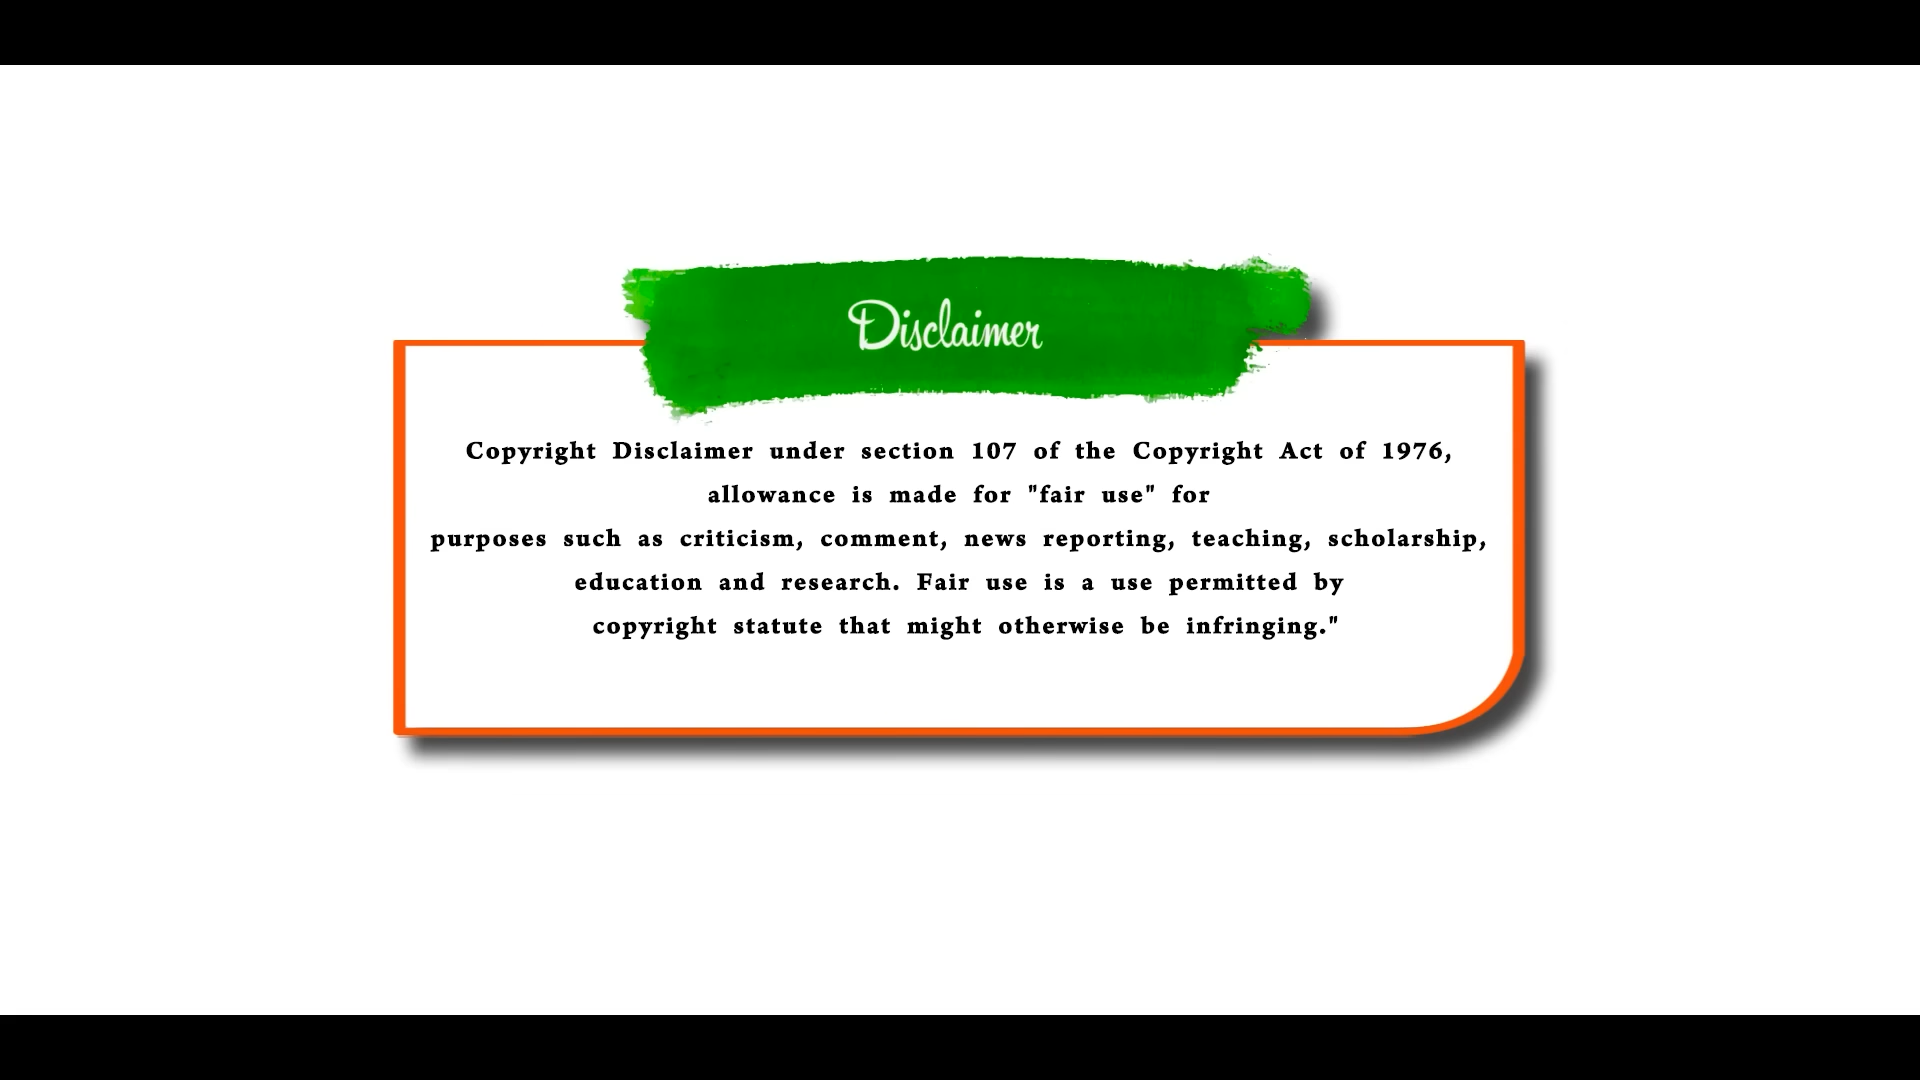 Disclaimer
Copyright Disclaimer under section 107 of the Copyright Act of 1976,
allowance is made for "fair use" for
purposes such as criticism, comment, news reporting, teaching, scholarship,
education and research. Fair use is a use permitted by
copyright statute that might otherwise be infringing."